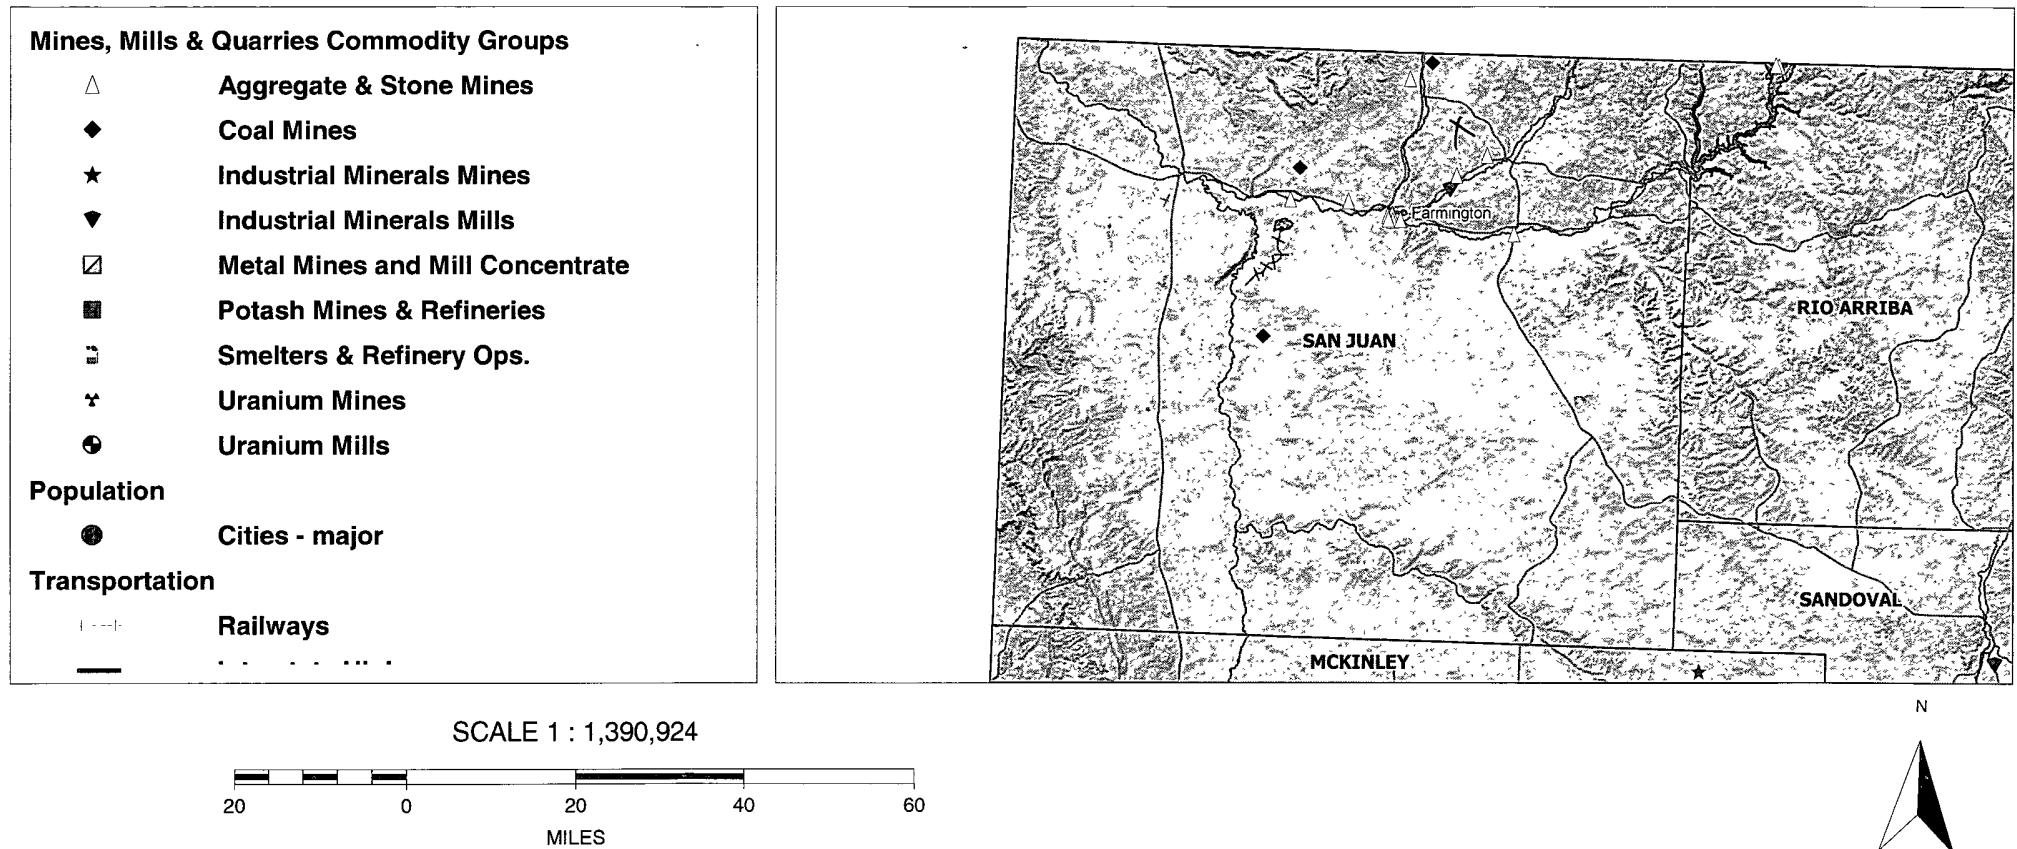 Mines, Mills & Quarries Commodity Groups
Aggregate & Stone Mines
Coal Mines
Industrial Minerals Mines
Industrial Minerals Mills
Metal Mines and Mill Concentrate
Potash Mines & Refineries
Smelters & Refinery Ops.
Uranium Mines
Uranium Mills
Population
Cities - major
Transportation
Railways
Farmington
RIO ARRIBA
SAN JUAN
SANDOVAL
MCKINLEY
SCALE 1 : 1,390,924
20 0 20 40 60
MILES
N